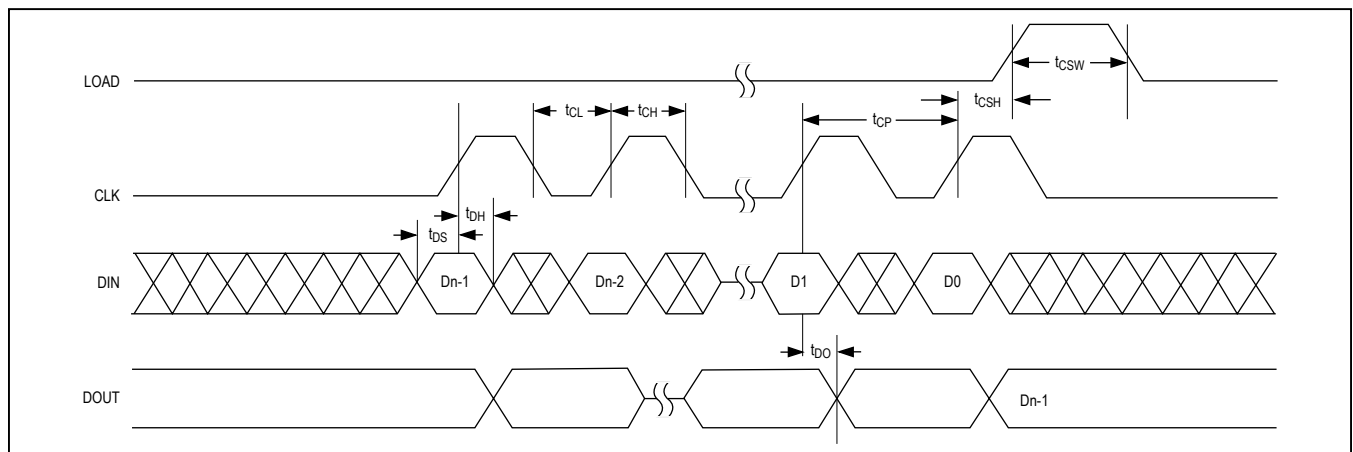 LOAD
tCSW
tCSH
tCL
tCH
tCP
CLK
tDH
tDS
DIN
Dn-1
Dn-2
D1
D0
tDO
DOUT
Dn-1